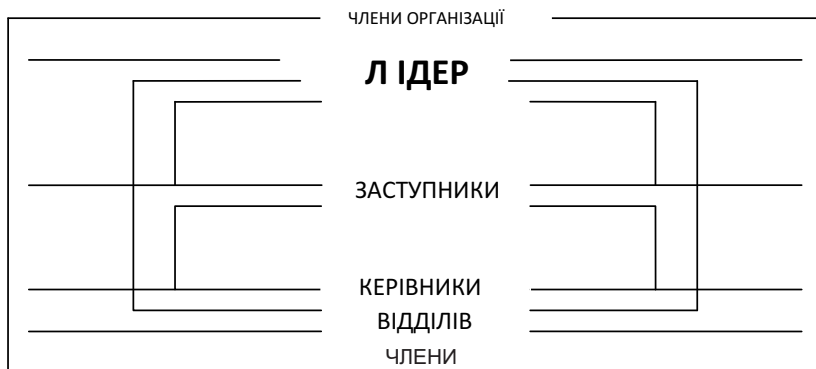 ЧЛЕНИ ОРГАНІЗАЦІЇ
Л ІДЕР
ЗАСТУПНИКИ
КЕРІВНИКИ
ВІДДІЛІВ
ЧЛЕНИ